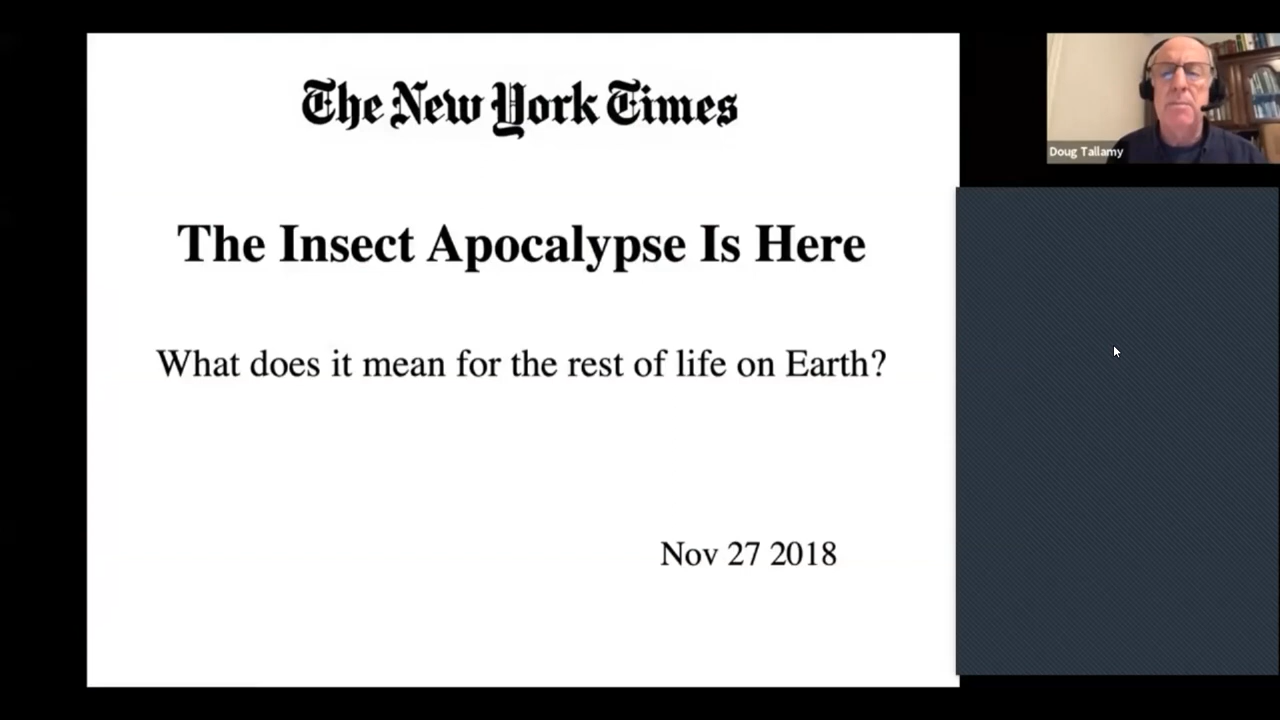 The New York Times
The Insect Apocalypse Is Here
What does it mean for the rest of life on Earth?
Nov 27 2018
Doug Tallamy